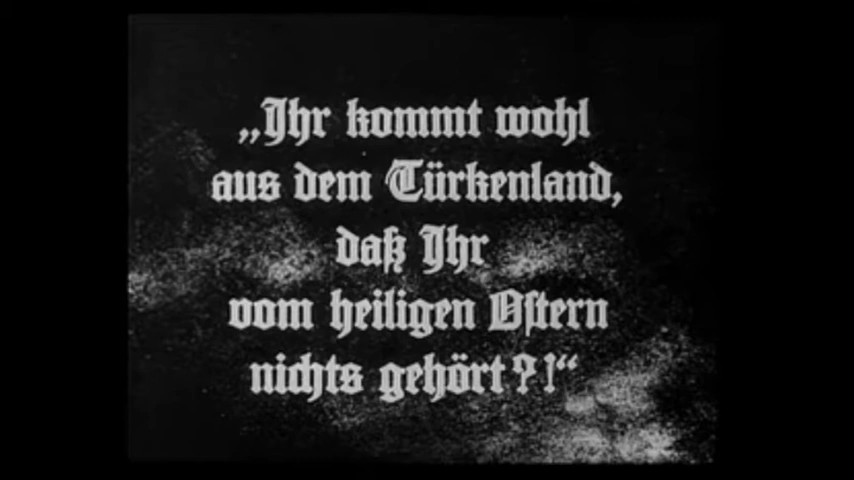 „Ihr kommt wohl
aus dem Türkenland,
daß Ihr
vom heiligen Oſtern
nichts gehört?!“